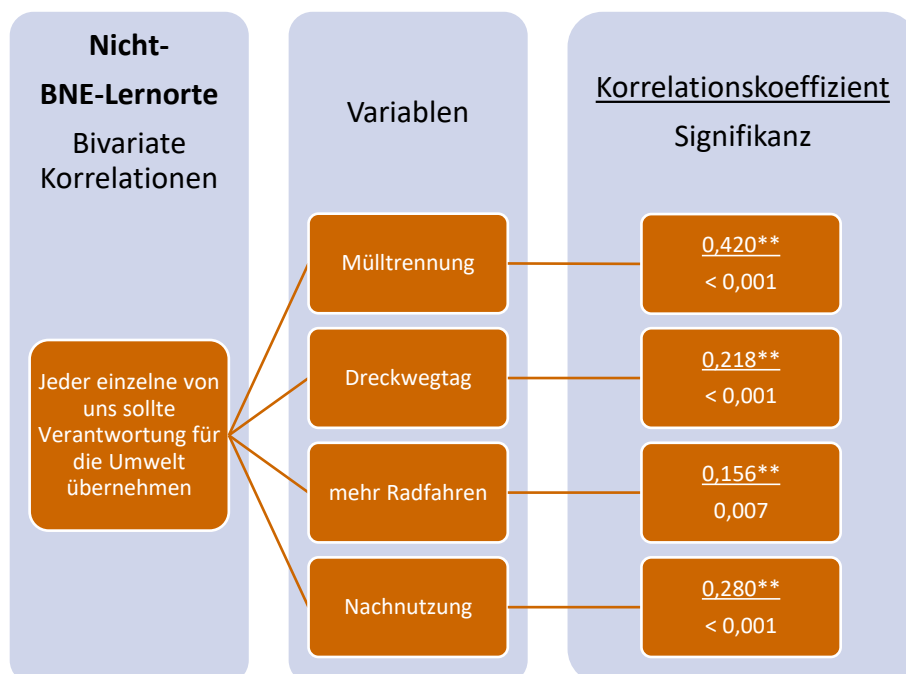 Nicht-
BNE-Lernorte
Bivariate
Korrelationen
Jeder einzelne von
uns sollte
Verantwortung für
die Umwelt
übernehmen
Variablen
Mülltrennung
Dreckwegtag
mehr Radfahren
Nachnutzung
Korrelationskoeffizient
Signifikanz
0,420**
< 0,001
0,218**
< 0,001
0,156**
0,007
0,280**
< 0,001